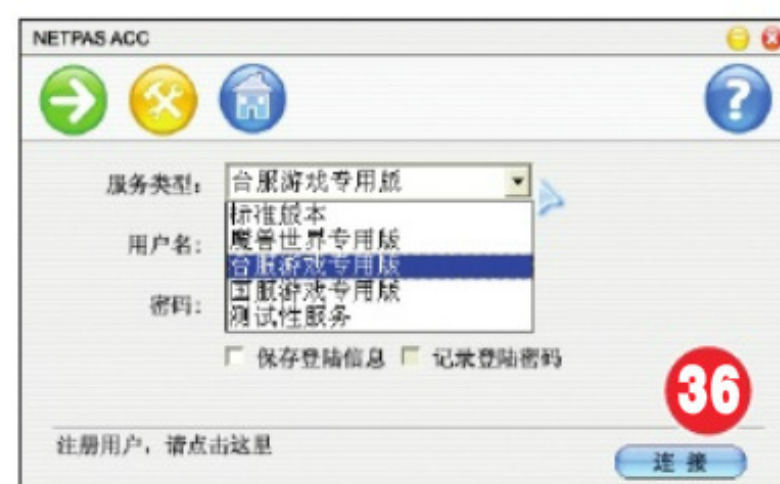 NETPAS ACC
服务类型： 台服游戏专用版
标准版本
用户名： 魔兽世界专用版
台服游戏专用版
密码： 国服游戏专用版
测试性服务
保存登陆信息 记录登陆密码
36
注册用户，请点击这里
连接